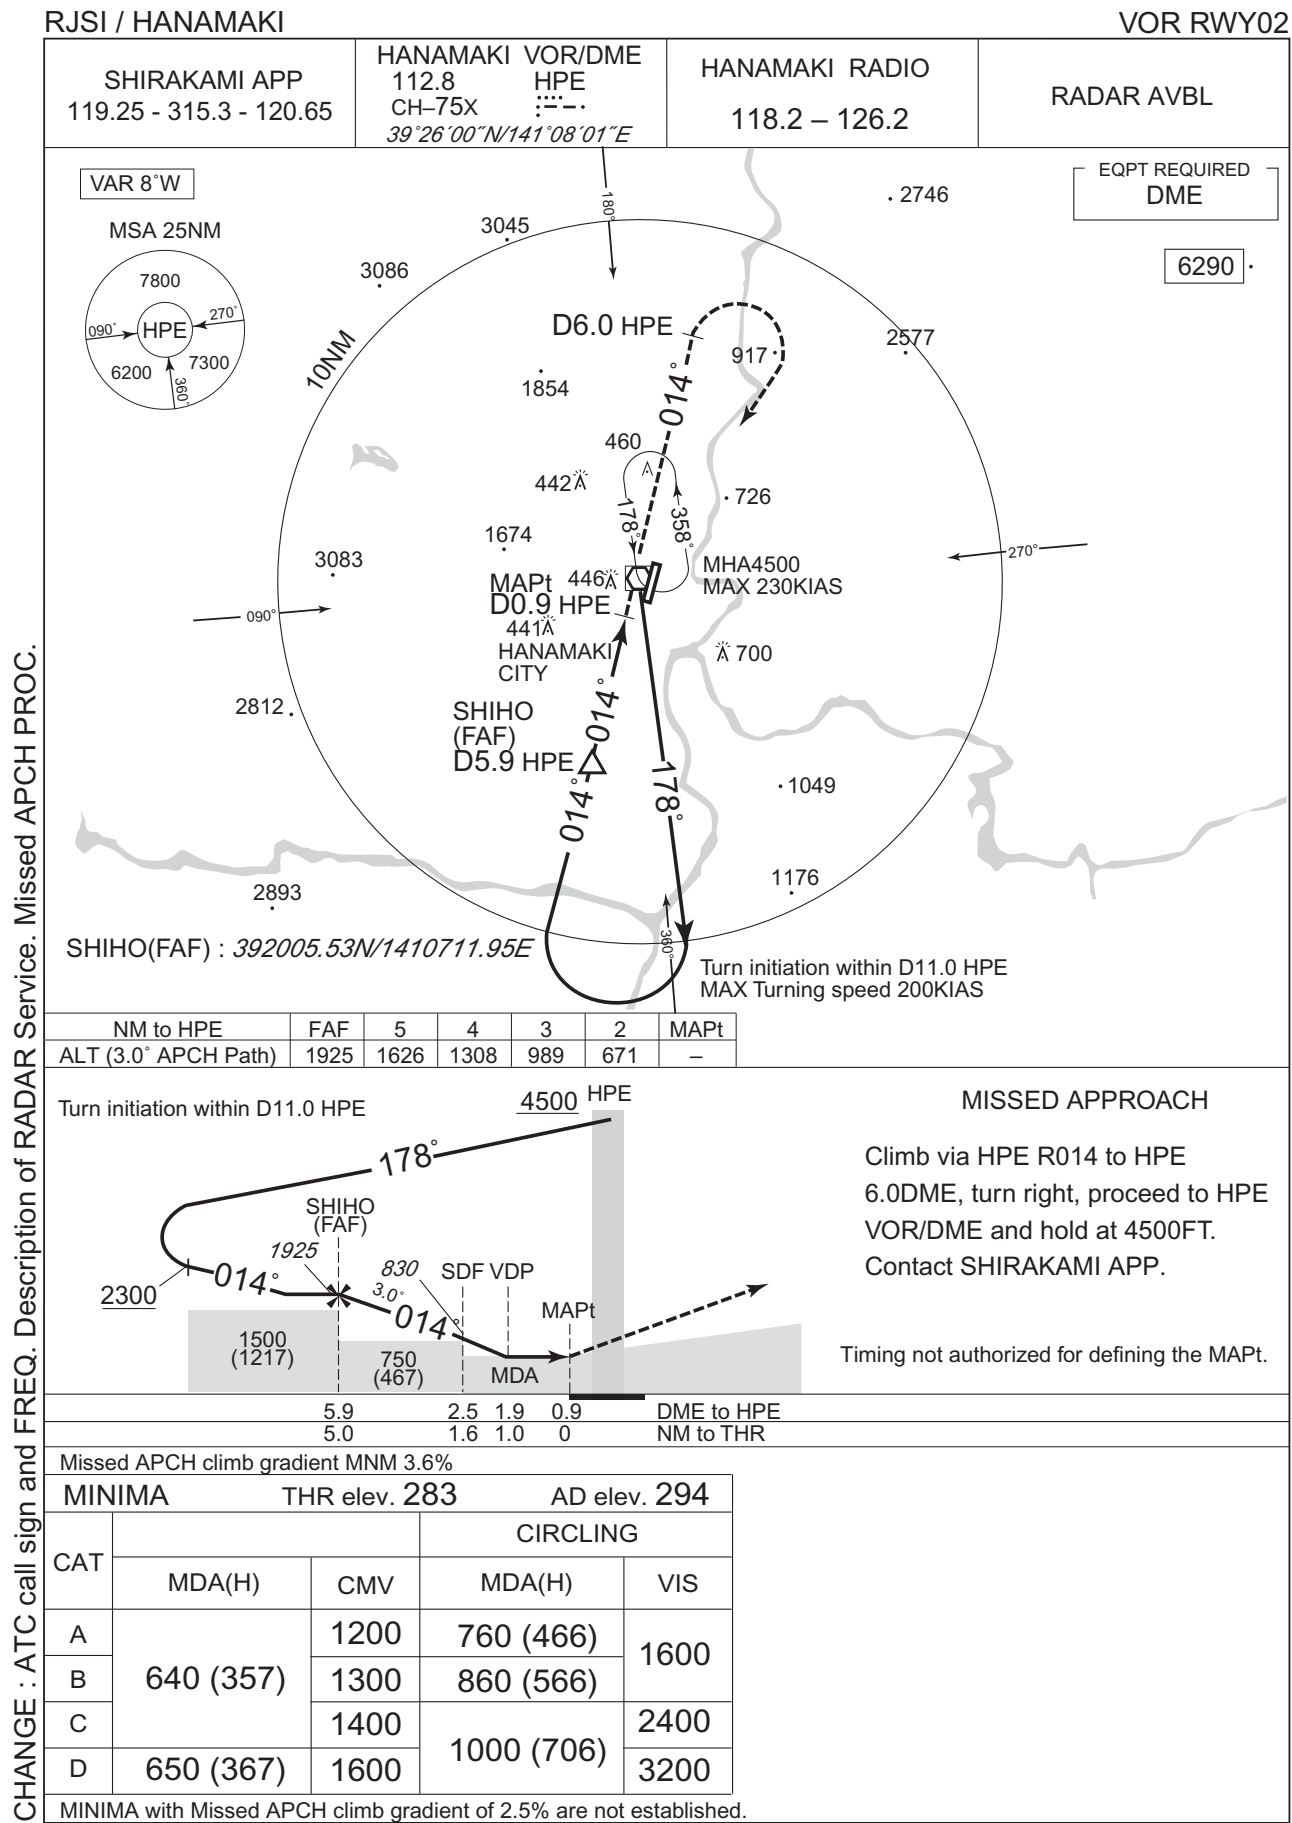 RJSI / HANAMAKI
VOR RWY02
SHIRAKAMI APP
119.25 - 315.3 - 120.65
HANAMAKI VOR/DME
112.8 HPE
CH–75X
39°26´00˝N/141°08´01˝E
HANAMAKI RADIO
118.2 – 126.2
RADAR AVBL
VAR 8°W
MSA 25NM
7800
090°
HPE
270°
6200
7300
360°
EQPT REQUIRED
DME
6290
180°
2746
3045
3086
10NM
D6.0 HPE
917
2577
1854
014°
460
442
178°
358°
726
1674
3083
MHA4500
MAX 230KIAS
270°
MAPt
D0.9 HPE
446
090°
441
HANAMAKI
CITY
700
2812
SHIHO
(FAF)
D5.9 HPE
014°
014°
178°
1049
1176
2893
SHIHO(FAF) : 392005.53N/1410711.95E
360°
Turn initiation within D11.0 HPE
MAX Turning speed 200KIAS
NM to HPE FAF 5 4 3 2 MAPt
ALT (3.0° APCH Path) 1925 1626 1308 989 671 –
Turn initiation within D11.0 HPE
4500
HPE
178°
SHIHO
(FAF)
1925
2300
014°
830
3.0°
014°
SDF VDP
MAPt
1500
(1217)
750
(467)
MDA
5.9 2.5 1.9 0.9 DME to HPE
5.0 1.6 1.0 0 NM to THR
MISSED APPROACH
Climb via HPE R014 to HPE
6.0DME, turn right, proceed to HPE
VOR/DME and hold at 4500FT.
Contact SHIRAKAMI APP.
Timing not authorized for defining the MAPt.
Missed APCH climb gradient MNM 3.6%
MINIMA THR elev. 283 AD elev. 294
CAT
CIRCLING
MDA(H) CMV MDA(H) VIS
A 640 (357) 1200 760 (466) 1600
B 1300 860 (566)
C 1400 1000 (706) 2400
D 650 (367) 1600 3200
MINIMA with Missed APCH climb gradient of 2.5% are not established.
CHANGE : ATC call sign and FREQ. Description of RADAR Service. Missed APCH PROC.